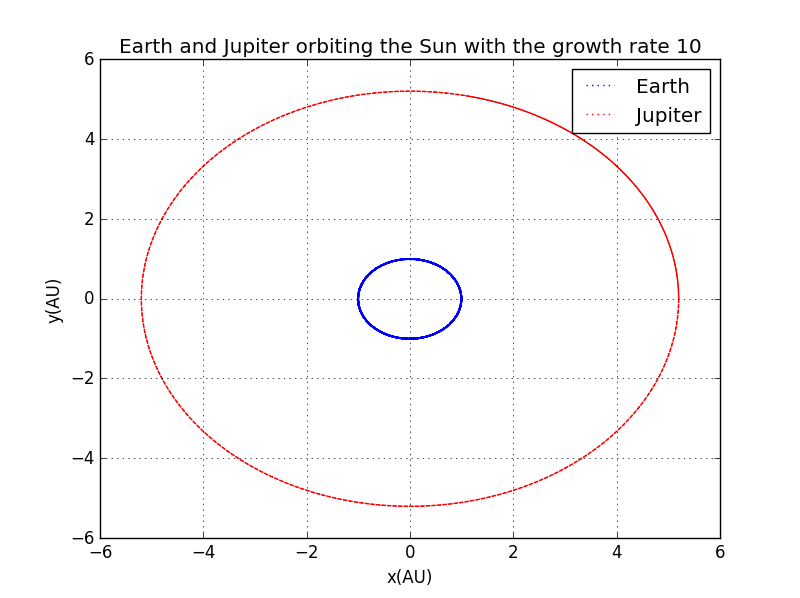 Earth and Jupiter orbiting the Sun with the growth rate 10
Earth
Jupiter
6
4
2
0
−2
−4
−6
y(AU)
−6 −4 −2 0 2 4 6
x(AU)